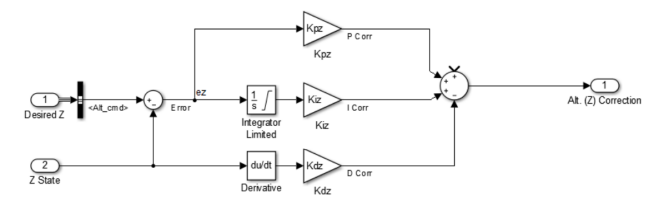 Kpz
P Corr
Kpz
1
Desired Z
<Alt_cmd>
+
−
Error
ez
1
s
Integrator
Limited
Kiz
I Corr
Kiz
+
+
+
−
1
Alt. (Z) Correction
2
Z State
du/dt
Derivative
Kdz
D Corr
Kdz